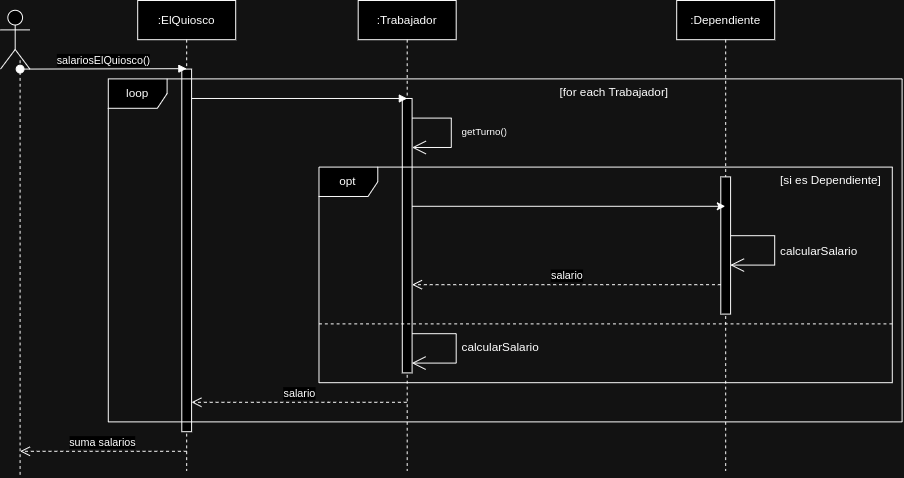 :ElQuiosco
:Trabajador
:Dependiente
salariosElQuiosco()
loop
[for each Trabajador]
getTurno()
opt
[si es Dependiente]
calcularSalario
salario
calcularSalario
salario
suma salarios